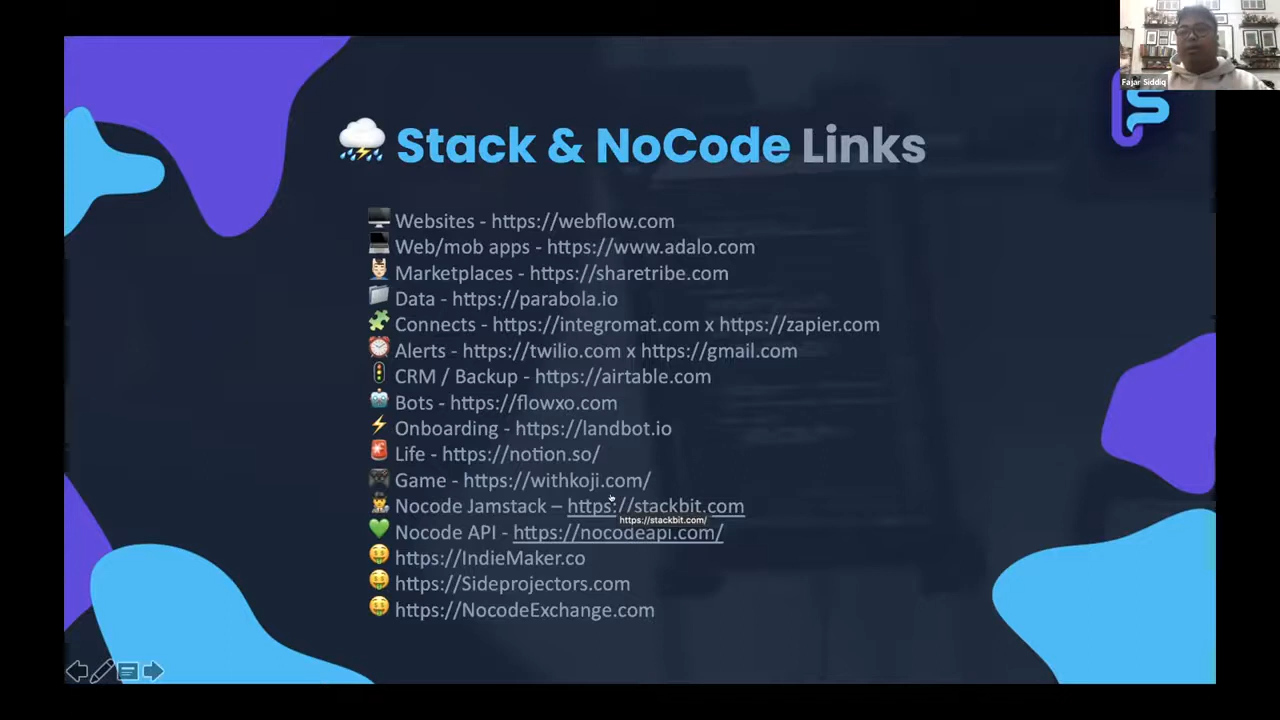 Fajar Siddiq
Stack & NoCode Links
Websites - https://webflow.com
Web/mob apps - https://www.adalo.com
Marketplaces - https://sharetribe.com
Data - https://parabola.io
Connects - https://integromat.com x https://zapier.com
Alerts - https://twilio.com x https://gmail.com
CRM / Backup - https://airtable.com
Bots - https://flowxo.com
Onboarding - https://landbot.io
Life - https://notion.so/
Game - https://withkoji.com/
Nocode Jamstack – https://stackbit.com
https://stackbit.com/
Nocode API - https://nocodeapi.com/
https://IndieMaker.co
https://Sideprojectors.com
https://NocodeExchange.com